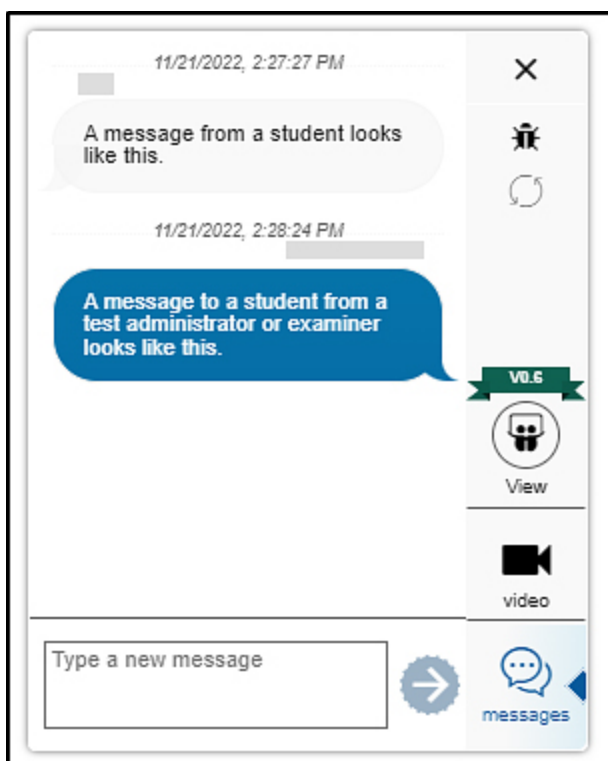 11/21/2022, 2:27:27 PM
A message from a student looks
like this.
11/21/2022, 2:28:24 PM
A message to a student from a
test administrator or examiner
looks like this.
V0.6
View
video
Type a new message
messages